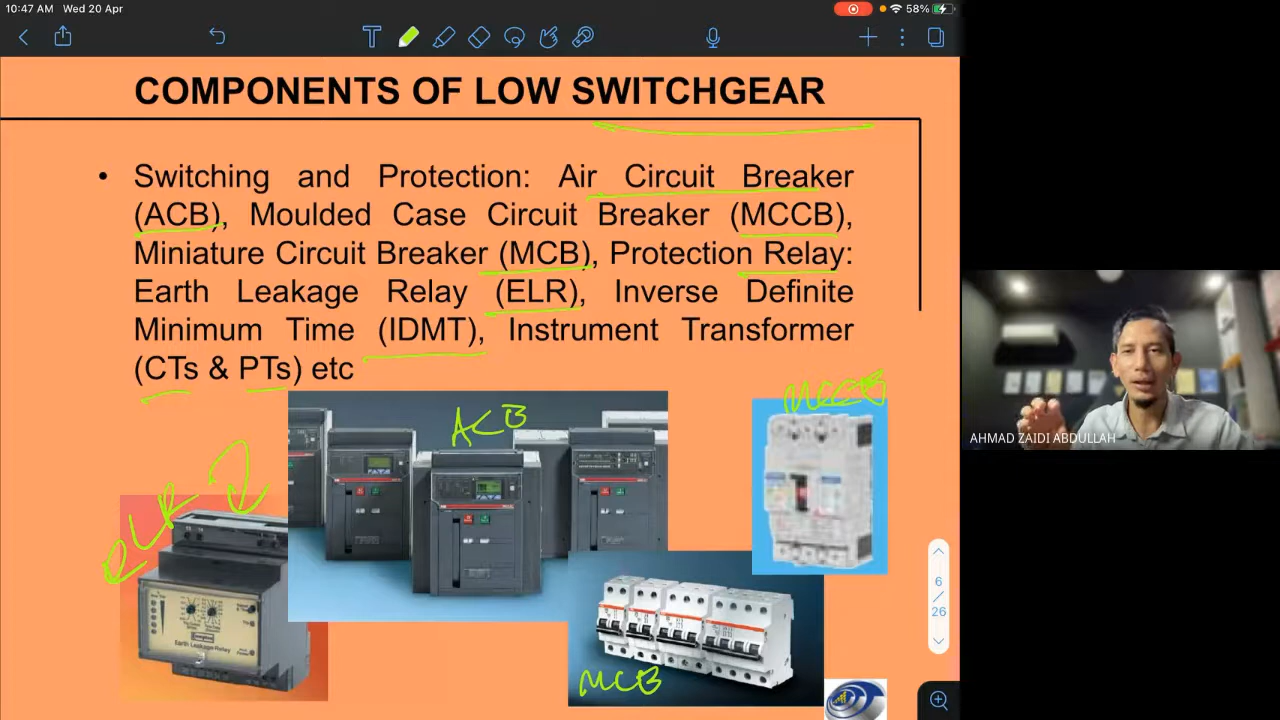 10:47 AM Wed 20 Apr
58%
COMPONENTS OF LOW SWITCHGEAR
• Switching and Protection: Air Circuit Breaker
(ACB), Moulded Case Circuit Breaker (MCCB),
Miniature Circuit Breaker (MCB), Protection Relay:
Earth Leakage Relay (ELR), Inverse Definite
Minimum Time (IDMT), Instrument Transformer
(CTs & PTs) etc
ACB
MCCB
ELR
Earth Leakage Relay
MCB
AHMAD ZAIDI ABDULLAH
6
/
26